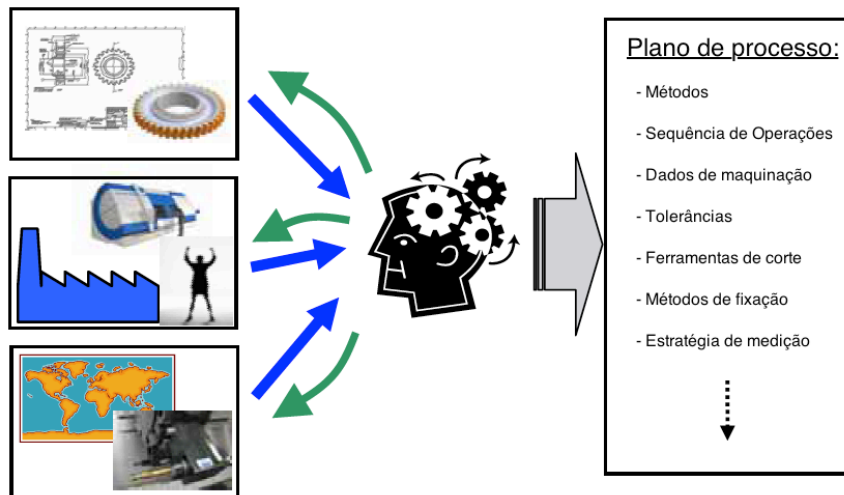 Plano de processo:
- Métodos
- Sequência de Operações
- Dados de maquinação
- Tolerâncias
- Ferramentas de corte
- Métodos de fixação
- Estratégia de medição